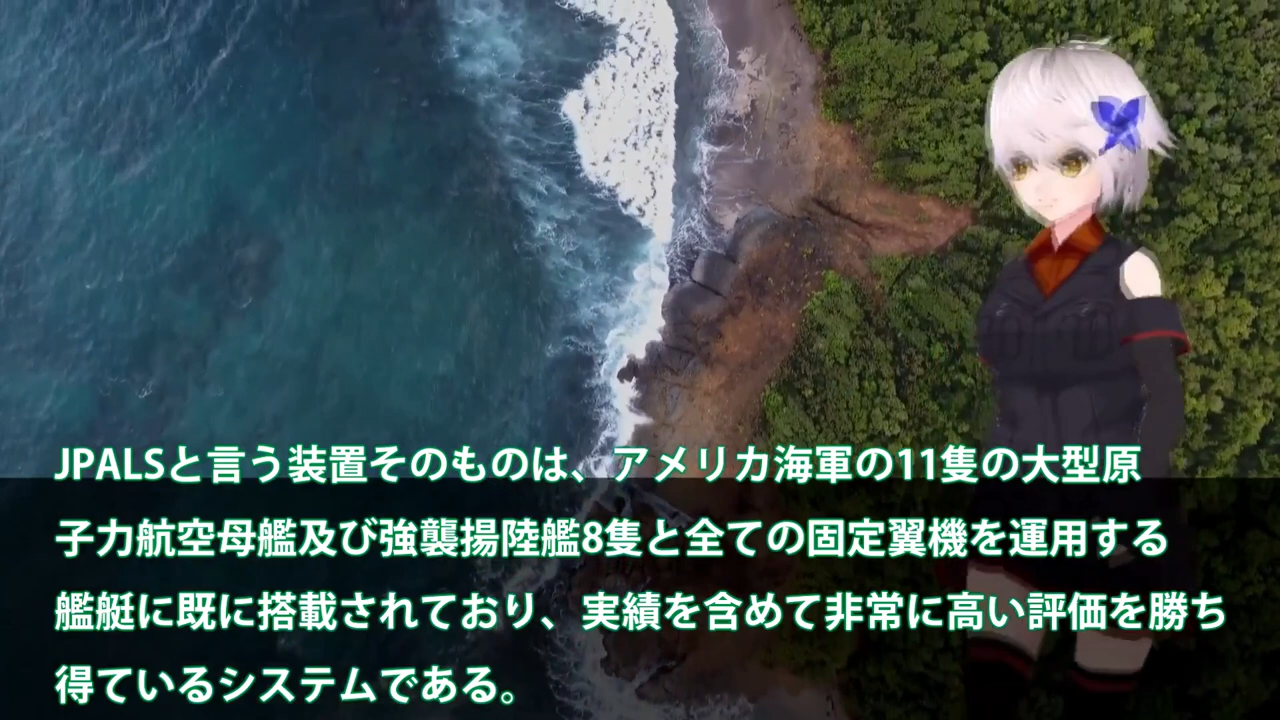 JPALSと言う装置そのものは、アメリカ海軍の11隻の大型原
子力航空母艦及び強襲揚陸艦8隻と全ての固定翼機を運用する
艦艇に既に搭載されており、実績を含めて非常に高い評価を勝ち
得ているシステムである。